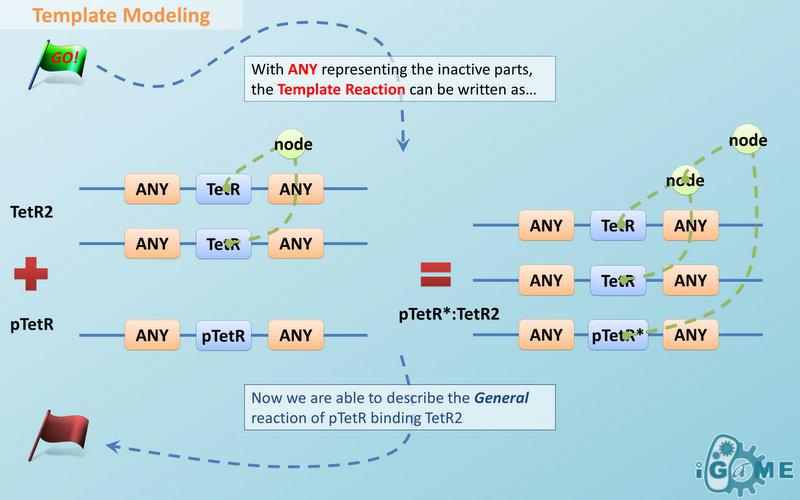 Template Modeling
GO!
With ANY representing the inactive parts,
the Template Reaction can be written as…
node
ANY TetR ANY
TetR2
ANY TetR ANY
+
pTetR
ANY pTetR ANY
=
node
node
ANY TetR ANY
ANY TetR ANY
pTetR*:TetR2
ANY pTetR* ANY
Now we are able to describe the General
reaction of pTetR binding TetR2
iGaME